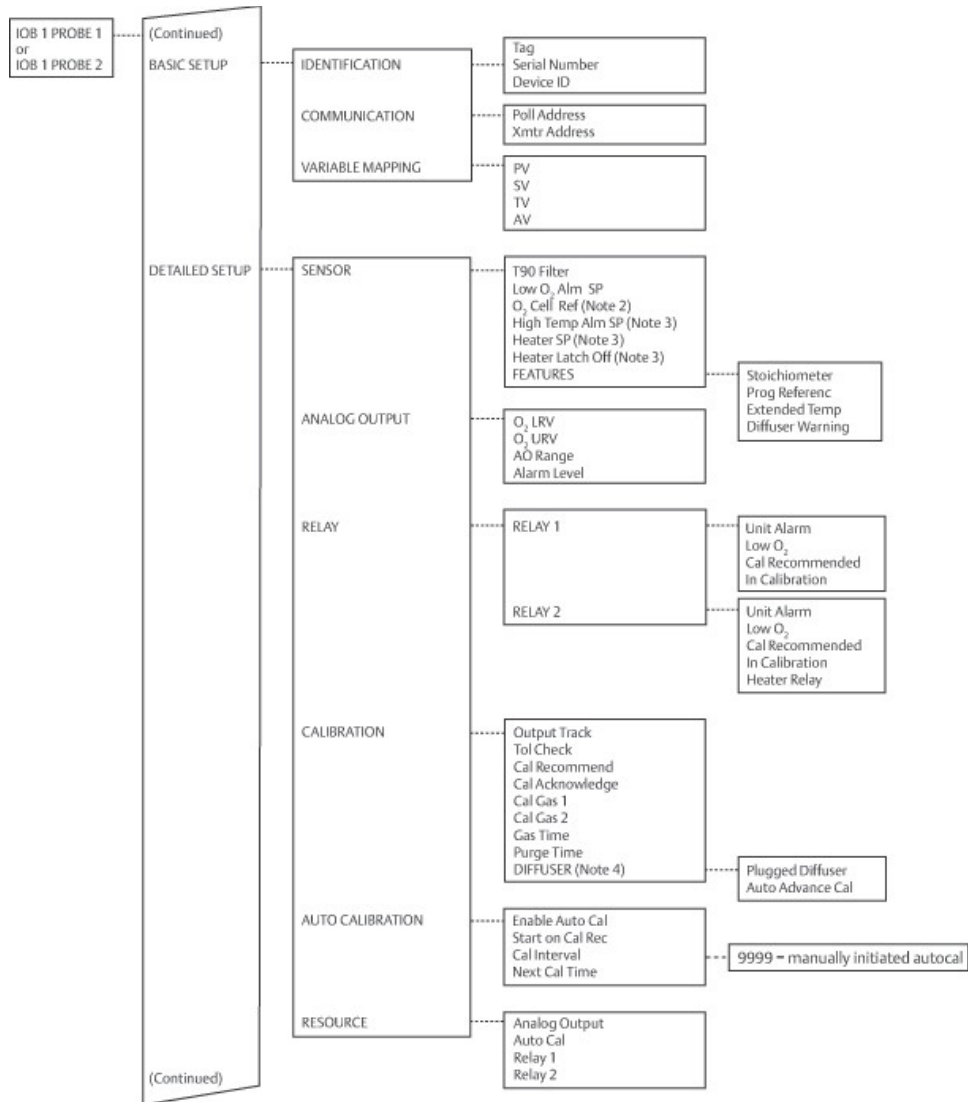 IOB 1 PROBE 1
or
IOB 1 PROBE 2
(Continued)
BASIC SETUP
IDENTIFICATION
Tag
Serial Number
Device ID
COMMUNICATION
Poll Address
Xmtr Address
VARIABLE MAPPING
PV
SV
TV
AV
DETAILED SETUP
SENSOR
T90 Filter
Low O₂ Alm SP
O₂ Cell Ref (Note 2)
High Temp Alm SP (Note 3)
Heater SP (Note 3)
Heater Latch Off (Note 3)
FEATURES
Stoichiometer
Prog Referenc
Extended Temp
Diffuser Warning
ANALOG OUTPUT
O₂ LRV
O₂ URV
AO Range
Alarm Level
RELAY
RELAY 1
Unit Alarm
Low O₂
Cal Recommended
In Calibration
RELAY 2
Unit Alarm
Low O₂
Cal Recommended
In Calibration
Heater Relay
CALIBRATION
Output Track
Tol Check
Cal Recommend
Cal Acknowledge
Cal Gas 1
Cal Gas 2
Gas Time
Purge Time
DIFFUSER (Note 4)
Plugged Diffuser
Auto Advance Cal
AUTO CALIBRATION
Enable Auto Cal
Start on Cal Rec
Cal Interval
Next Cal Time
9999 = manually initiated autocal
RESOURCE
Analog Output
Auto Cal
Relay 1
Relay 2
(Continued)